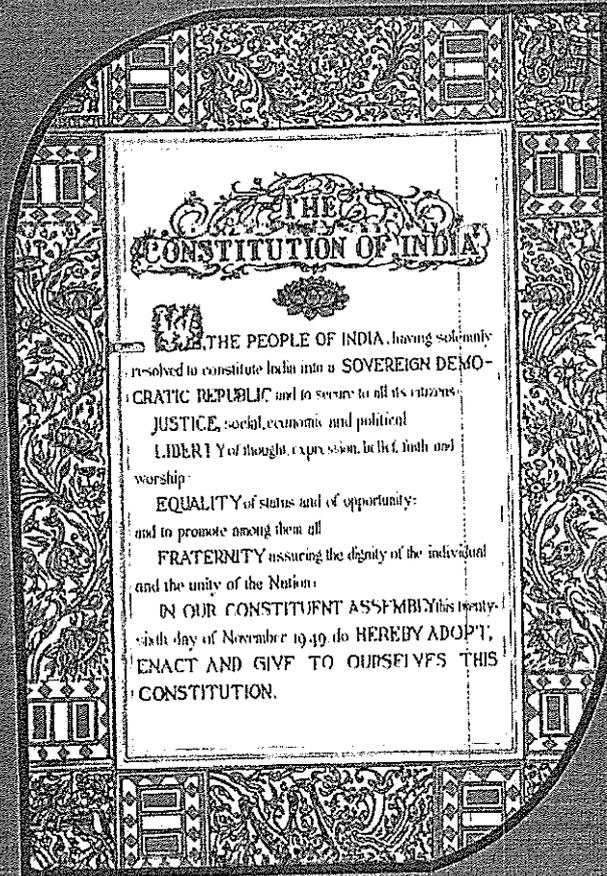 THE
CONSTITUTION OF INDIA
WE, THE PEOPLE OF INDIA, having solemnly
resolved to constitute India into a SOVEREIGN DEMO-
CRATIC REPUBLIC and to secure to all its citizens:
JUSTICE, social, economic and political
LIBERTY of thought, expression, belief, faith and
worship
EQUALITY of status and of opportunity;
and to promote among them all
FRATERNITY assuring the dignity of the individual
and the unity of the Nation;
IN OUR CONSTITUENT ASSEMBLY this twenty-
sixth day of November 1949, do HEREBY ADOPT,
ENACT AND GIVE TO OURSELVES THIS
CONSTITUTION.